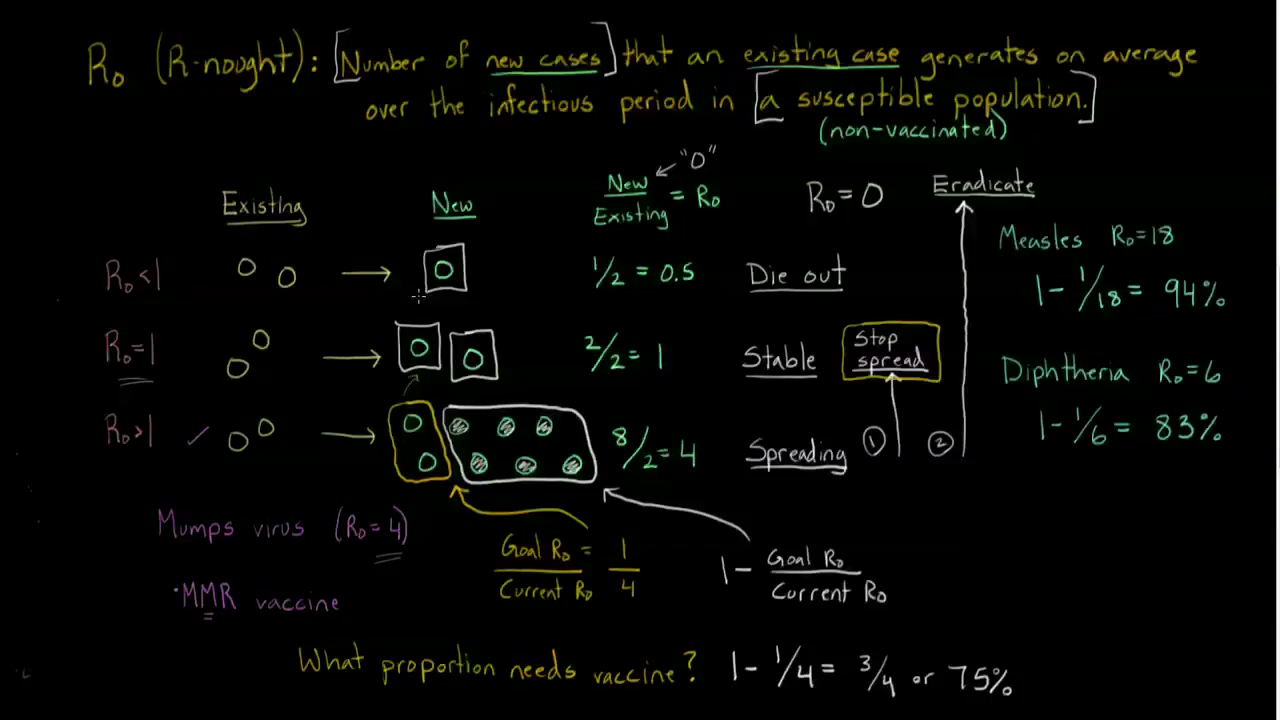 R₀ (R-nought): [Number of new cases] that an existing case generates on average
over the infectious period in [a susceptible population.]
(non-vaccinated)
Existing
New
New / Existing = R₀
"0"
R₀ = 0
Eradicate
R₀ < 1
1/2 = 0.5
Die out
R₀ = 1
2/2 = 1
Stable
Stop
spread
R₀ > 1
8/2 = 4
Spreading
1
2
Measles R₀ = 18
1 - 1/18 = 94%
Diphtheria R₀ = 6
1 - 1/6 = 83%
Mumps virus (R₀ = 4)
·MMR vaccine
Goal R₀ / Current R₀ = 1/4
1 - Goal R₀ / Current R₀
What proportion needs vaccine? 1 - 1/4 = 3/4 or 75%